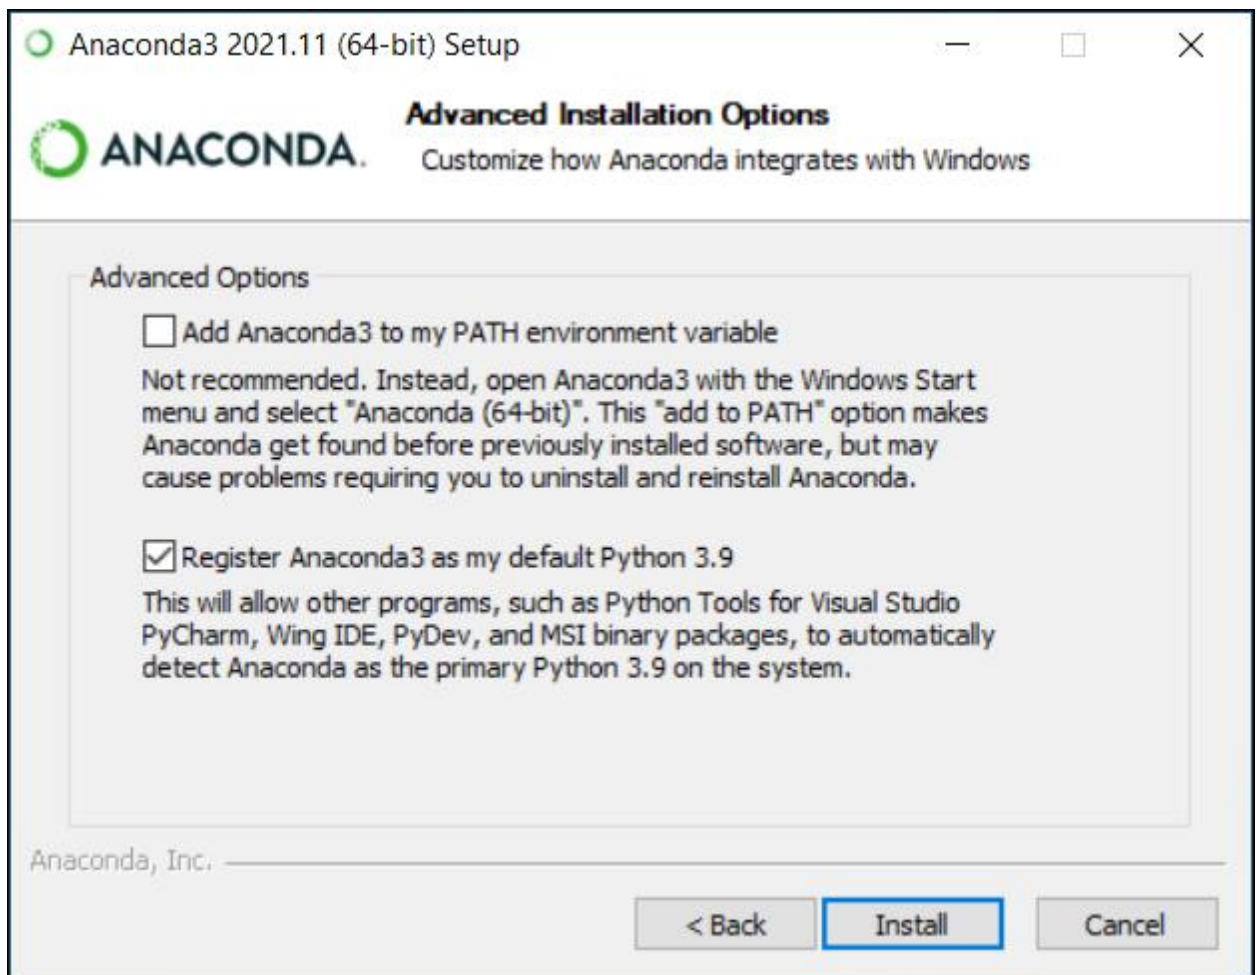 Anaconda3 2021.11 (64-bit) Setup
ANACONDA.
Advanced Installation Options
Customize how Anaconda integrates with Windows
Advanced Options
Add Anaconda3 to my PATH environment variable
Not recommended. Instead, open Anaconda3 with the Windows Start
menu and select "Anaconda (64-bit)". This "add to PATH" option makes
Anaconda get found before previously installed software, but may
cause problems requiring you to uninstall and reinstall Anaconda.
Register Anaconda3 as my default Python 3.9
This will allow other programs, such as Python Tools for Visual Studio
PyCharm, Wing IDE, PyDev, and MSI binary packages, to automatically
detect Anaconda as the primary Python 3.9 on the system.
Anaconda, Inc.
< Back
Install
Cancel